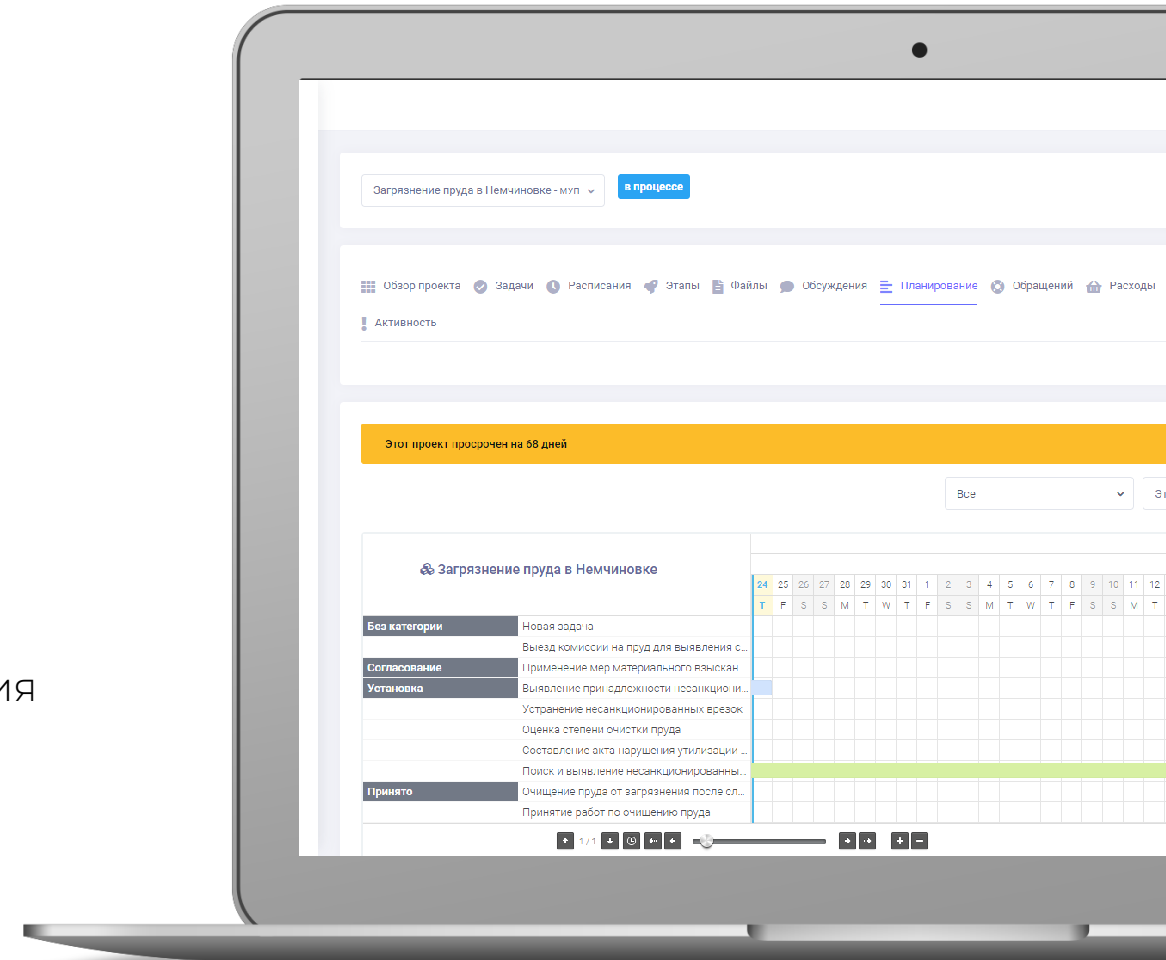 Загрязнение пруда в Немчиновке - муп
в процессе
Обзор проекта Задачи Расписания Этапы Файлы Обсуждения Планирование Обращений Расходы
Активность
Этот проект просрочен на 68 дней
Все
Загрязнение пруда в Немчиновке
24 25 26 27 28 29 30 31 1 2 3 4 5 6 7 8 9 10 11 12
T F S S M T W T F S S M T W T F S S M T
Без категории Новая задача
Выезд комиссии на пруд для выявления с...
Согласование Применение мер материального взыскан
Установка Выявление принадлежности несанкциони...
Устранение несанкционированных врезок
Оценка степени очистки пруда
Составление акта нарушения утилизации ...
Поиск и выявление несанкционированны...
Принято Очищение пруда от загрязнения после сл...
Принятие работ по очищению пруда
ия
1 / 1